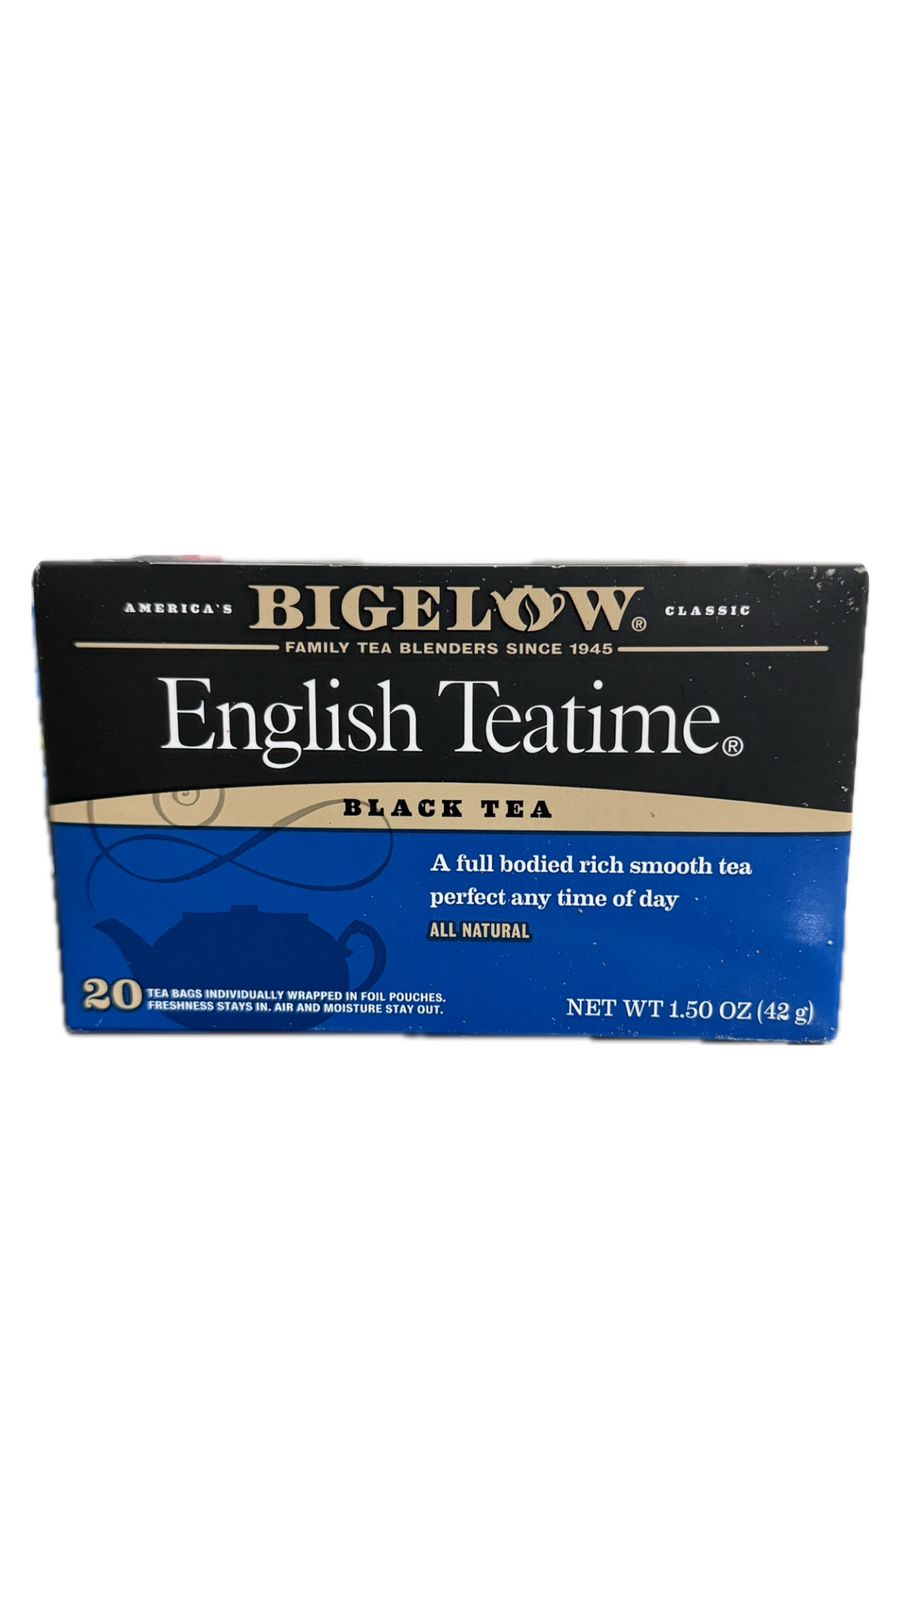 AMERICA'S BIGELOW® CLASSIC
FAMILY TEA BLENDERS SINCE 1945
English Teatime®
BLACK TEA
A full bodied rich smooth tea
perfect any time of day
ALL NATURAL
20 TEA BAGS INDIVIDUALLY WRAPPED IN FOIL POUCHES.
FRESHNESS STAYS IN. AIR AND MOISTURE STAY OUT.
NET WT 1.50 OZ (42 g)